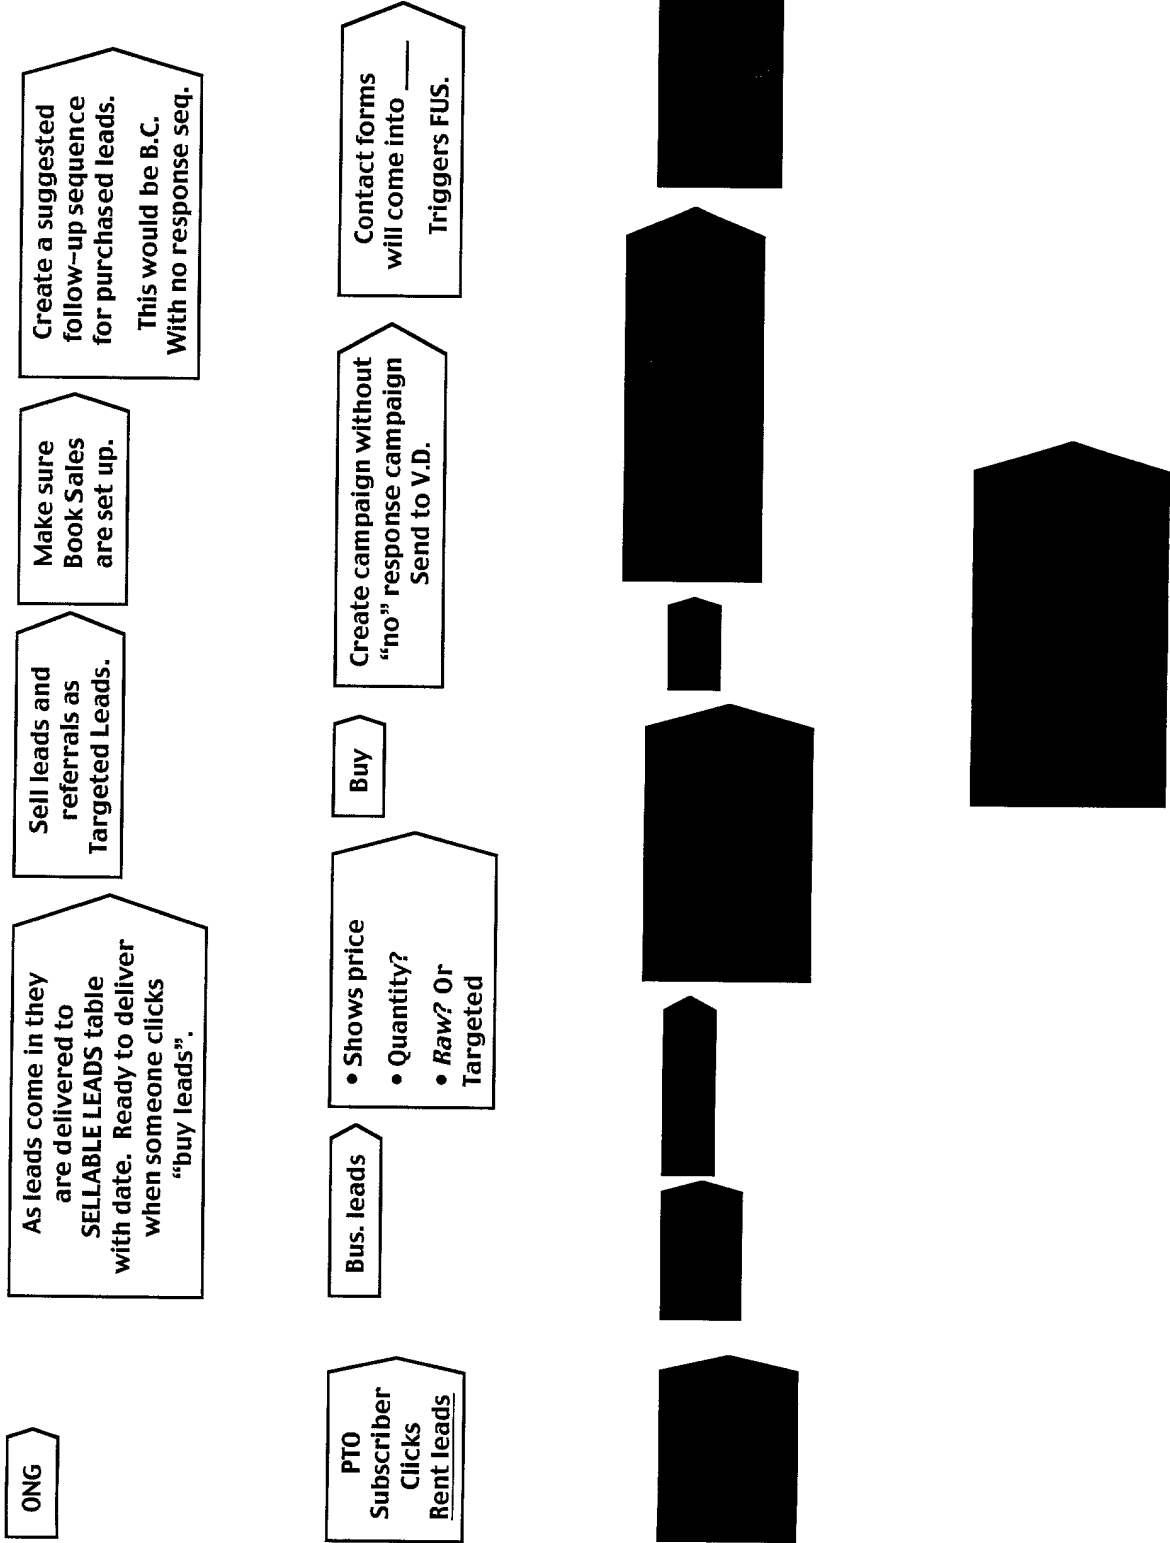 ONG
As leads come in they
are delivered to
SELLABLE LEADS table
with date. Ready to deliver
when someone clicks
“buy leads”.
Sell leads and
referrals as
Targeted Leads.
Make sure
Book Sales
are set up.
Create a suggested
follow-up sequence
for purchased leads.
This would be B.C.
With no response seq.
PTO
Subscriber
Clicks
Rent leads
Bus. leads
• Shows price
• Quantity?
• Raw? Or
Targeted
Buy
Create campaign without
“no” response campaign
Send to V.D.
Contact forms
will come into ___
Triggers FUS.